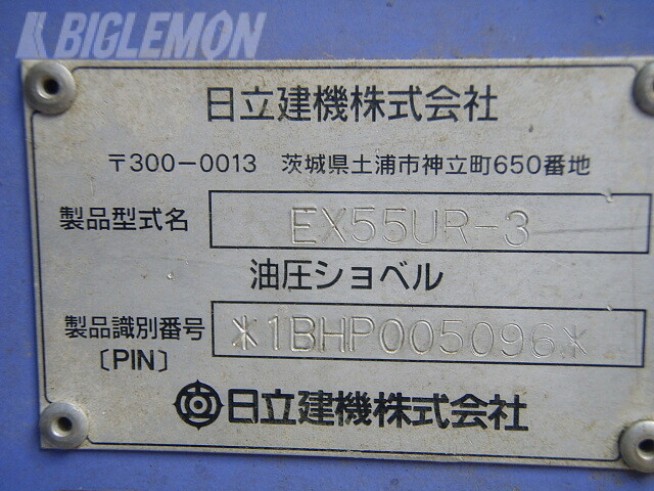 BIGLEMON
日立建機株式会社
〒300-0013 茨城県土浦市神立町650番地
製品型式名 EX55UR-3
油圧ショベル
製品識別番号 *1BHP005096*
〔PIN〕
日立建機株式会社